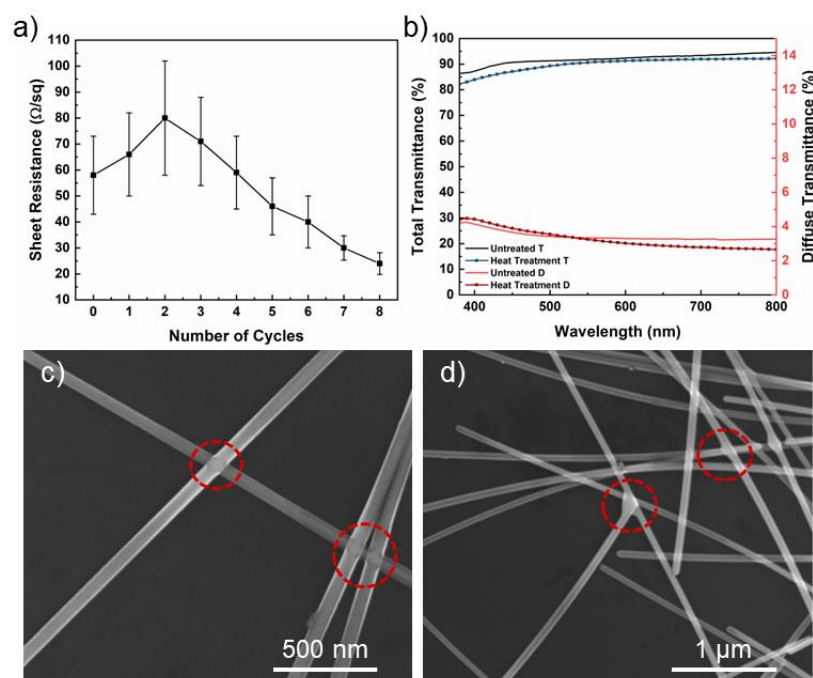 a)
Sheet Resistance (Ω/sq)
110
100
90
80
70
60
50
40
30
20
10
0 1 2 3 4 5 6 7 8
Number of Cycles
b)
Total Transmittance (%)
100
90
80
70
60
50
40
30
20
10
0
Untreated T
Heat Treatment T
Untreated D
Heat Treatment D
400 500 600 700 800
Wavelength (nm)
14
12
10
8
6
4
2
0
Diffuse Transmittance (%)
c)
500 nm
d)
1 µm